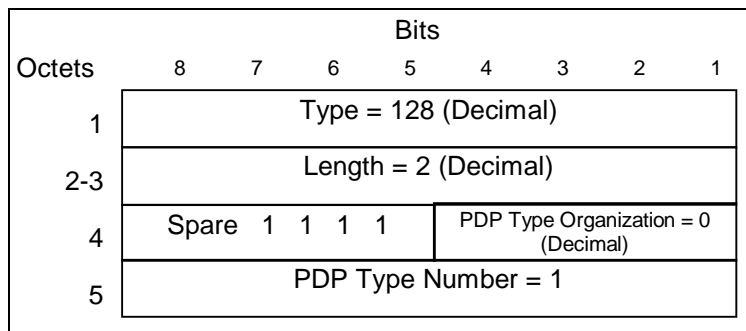 Bits
Octets 8 7 6 5 4 3 2 1
1 Type = 128 (Decimal)
2-3 Length = 2 (Decimal)
4 Spare 1 1 1 1 PDP Type Organization = 0
(Decimal)
5 PDP Type Number = 1